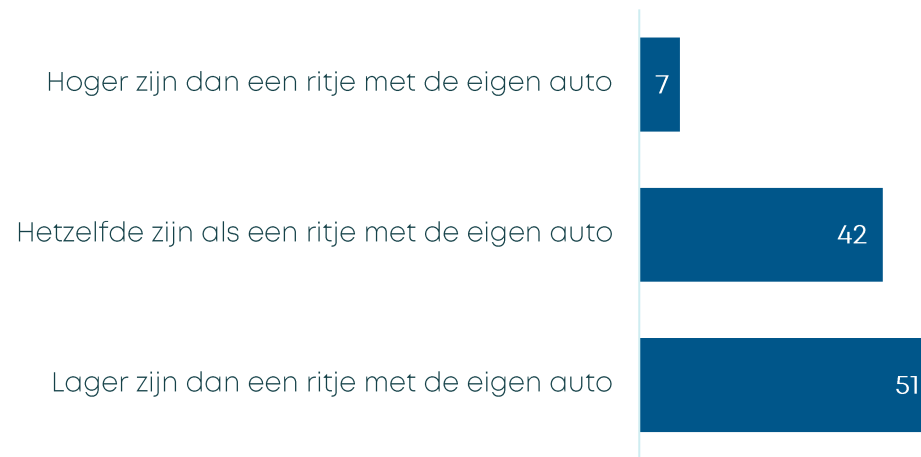 Hoger zijn dan een ritje met de eigen auto 7
Hetzelfde zijn als een ritje met de eigen auto 42
Lager zijn dan een ritje met de eigen auto 51